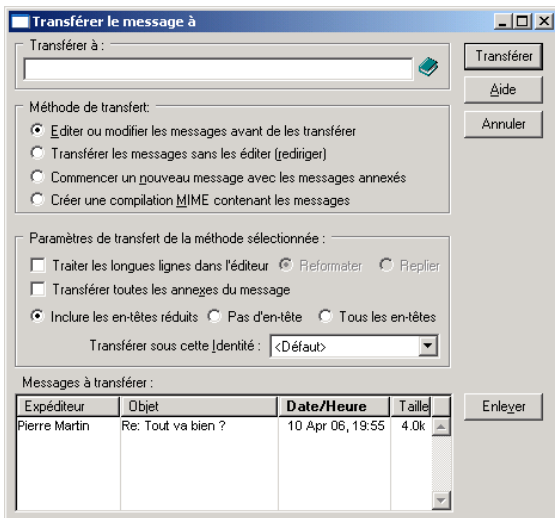 Transférer le message à
Transférer à :
Transférer
Aide
Annuler
Méthode de transfert:
Editer ou modifier les messages avant de les transférer
Transférer les messages sans les éditer (rediriger)
Commencer un nouveau message avec les messages annexés
Créer une compilation MIME contenant les messages
Paramètres de transfert de la méthode sélectionnée :
Traiter les longues lignes dans l'éditeur Reformater Replier
Transférer toutes les annexes du message
Inclure les en-têtes réduits Pas d'en-tête Tous les en-têtes
Transférer sous cette Identité : <Défaut>
Messages à transférer :
Expéditeur Objet Date/Heure Taille
Pierre Martin Re: Tout va bien ? 10 Apr 06, 19:55 4.0k
Enlever